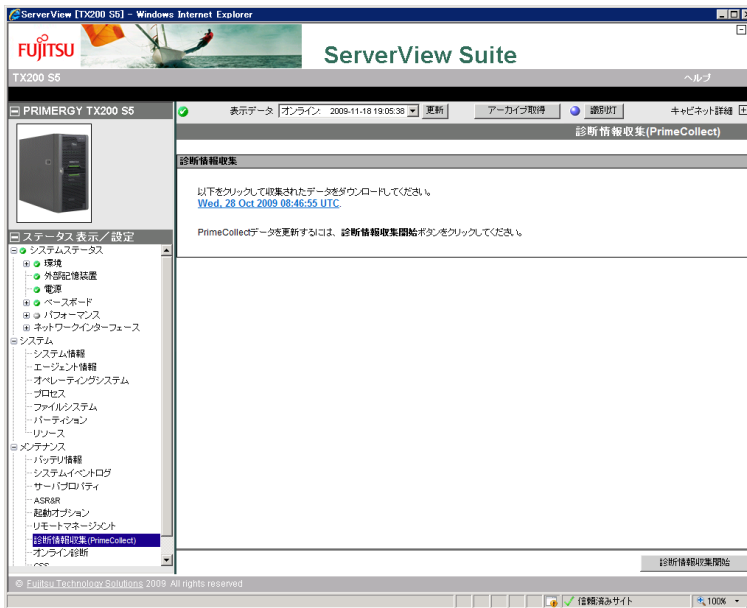 ServerView [TX200 S5] - Windows Internet Explorer
FUJITSU
ServerView Suite
TX200 S5
ヘルプ
PRIMERGY TX200 S5
表示データ オンライン: 2009-11-18 19:05:38 更新 アーカイブ取得 識別灯 キャビネット詳細
診断情報収集(PrimeCollect)
診断情報収集
以下をクリックして収集されたデータをダウンロードしてください。
Wed, 28 Oct 2009 08:46:55 UTC.
PrimeCollectデータを更新するには、診断情報収集開始ボタンをクリックしてください。
ステータス表示／設定
システムステータス
環境
外部記憶装置
電源
ベースボード
パフォーマンス
ネットワークインターフェース
システム
システム情報
エージェント情報
オペレーティングシステム
プロセス
ファイルシステム
パーティション
リソース
メンテナンス
バッテリ情報
システムイベントログ
サーバプロパティ
ASR&R
起動オプション
リモートマネージメント
診断情報収集(PrimeCollect)
オンライン診断
CSS
診断情報収集開始
© Fujitsu Technology Solutions 2009 All rights reserved
信頼済みサイト
100%